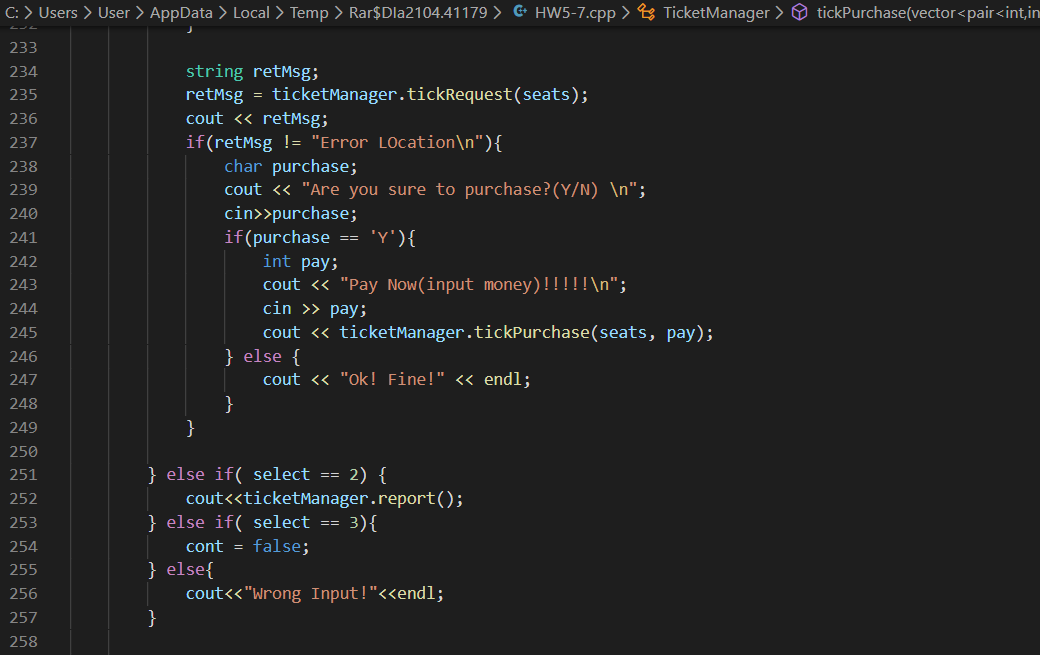 C: > Users > User > AppData > Local > Temp > Rar$DIa2104.41179 > HW5-7.cpp > TicketManager > tickPurchase(vector<pair<int,in
232 }
233
234 string retMsg;
235 retMsg = ticketManager.tickRequest(seats);
236 cout << retMsg;
237 if(retMsg != "Error LOcation\n"){
238 char purchase;
239 cout << "Are you sure to purchase?(Y/N) \n";
240 cin>>purchase;
241 if(purchase == 'Y'){
242 int pay;
243 cout << "Pay Now(input money)!!!!!\n";
244 cin >> pay;
245 cout << ticketManager.tickPurchase(seats, pay);
246 } else {
247 cout << "Ok! Fine!" << endl;
248 }
249 }
250
251 } else if( select == 2) {
252 cout<<ticketManager.report();
253 } else if( select == 3){
254 cont = false;
255 } else{
256 cout<<"Wrong Input!"<<endl;
257 }
258